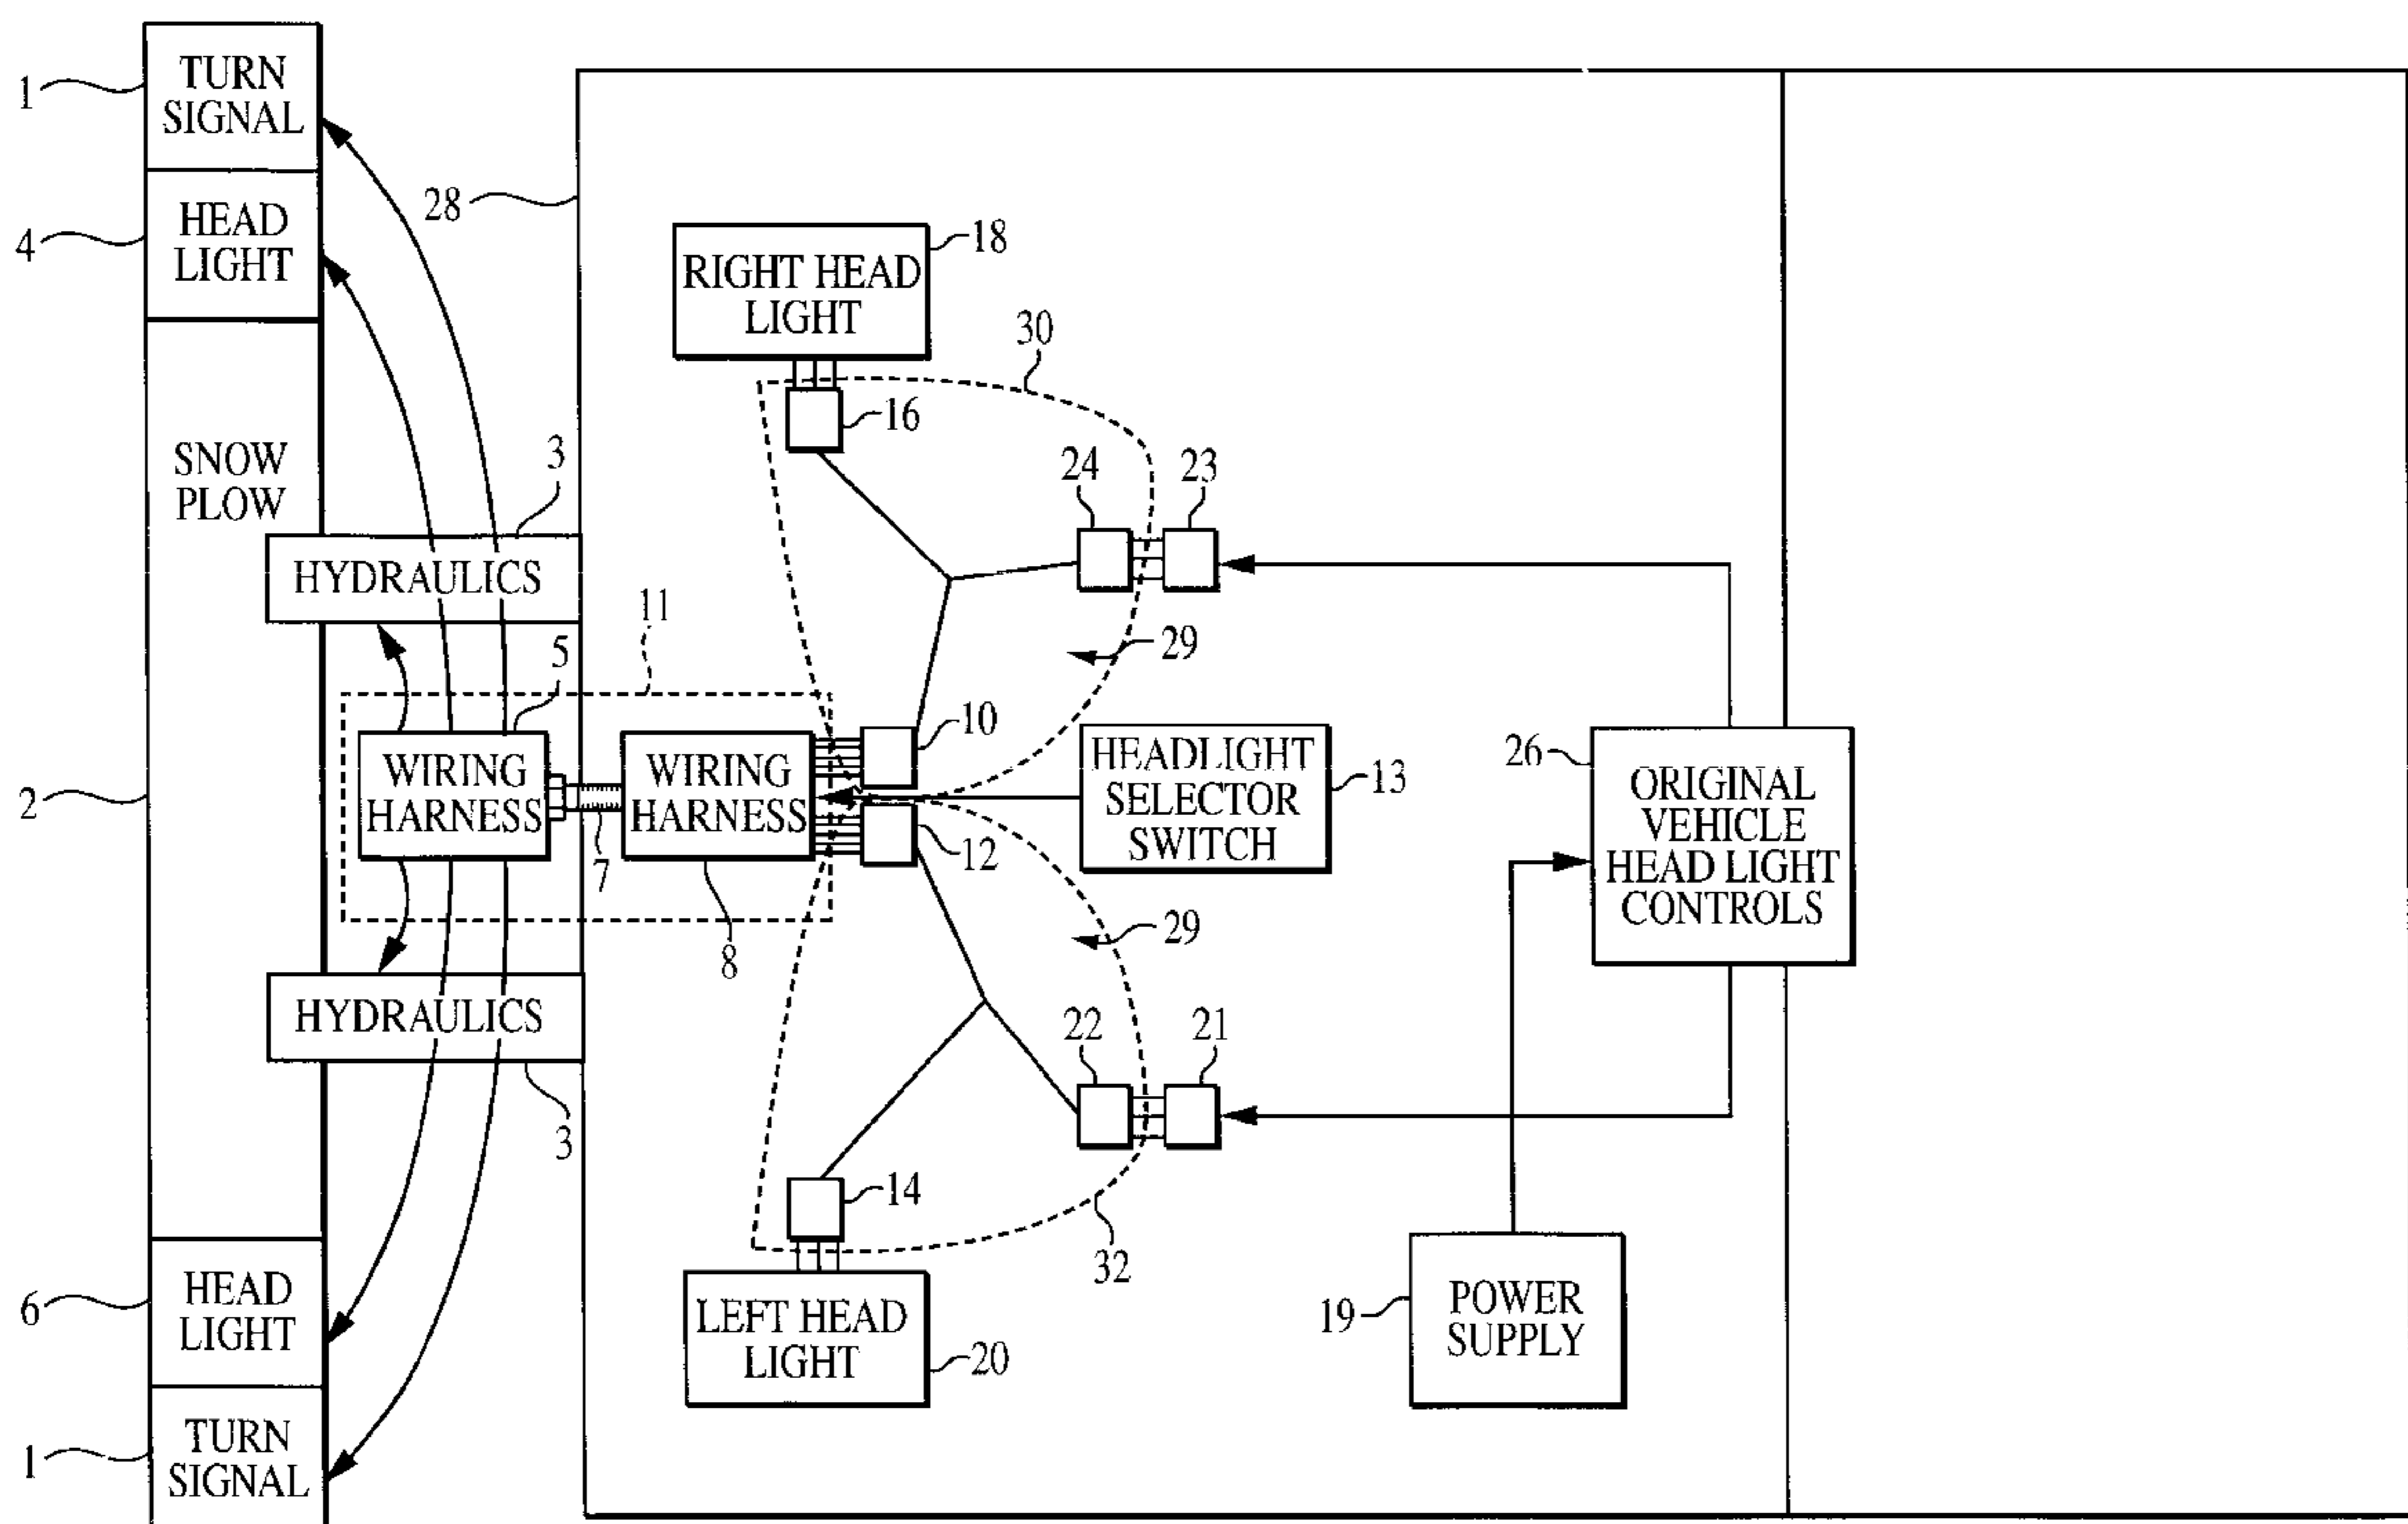 1
TURN
SIGNAL
4
HEAD
LIGHT
28
SNOW
PLOW
3
HYDRAULICS
11
5
WIRING
HARNESS
2
7
WIRING
HARNESS
8
HYDRAULICS
3
6
HEAD
LIGHT
1
TURN
SIGNAL
RIGHT HEAD
LIGHT
18
30
16
24
23
29
10
12
HEADLIGHT
SELECTOR
SWITCH
13
29
22
21
14
32
LEFT HEAD
LIGHT
20
26
ORIGINAL
VEHICLE
HEAD LIGHT
CONTROLS
19
POWER
SUPPLY